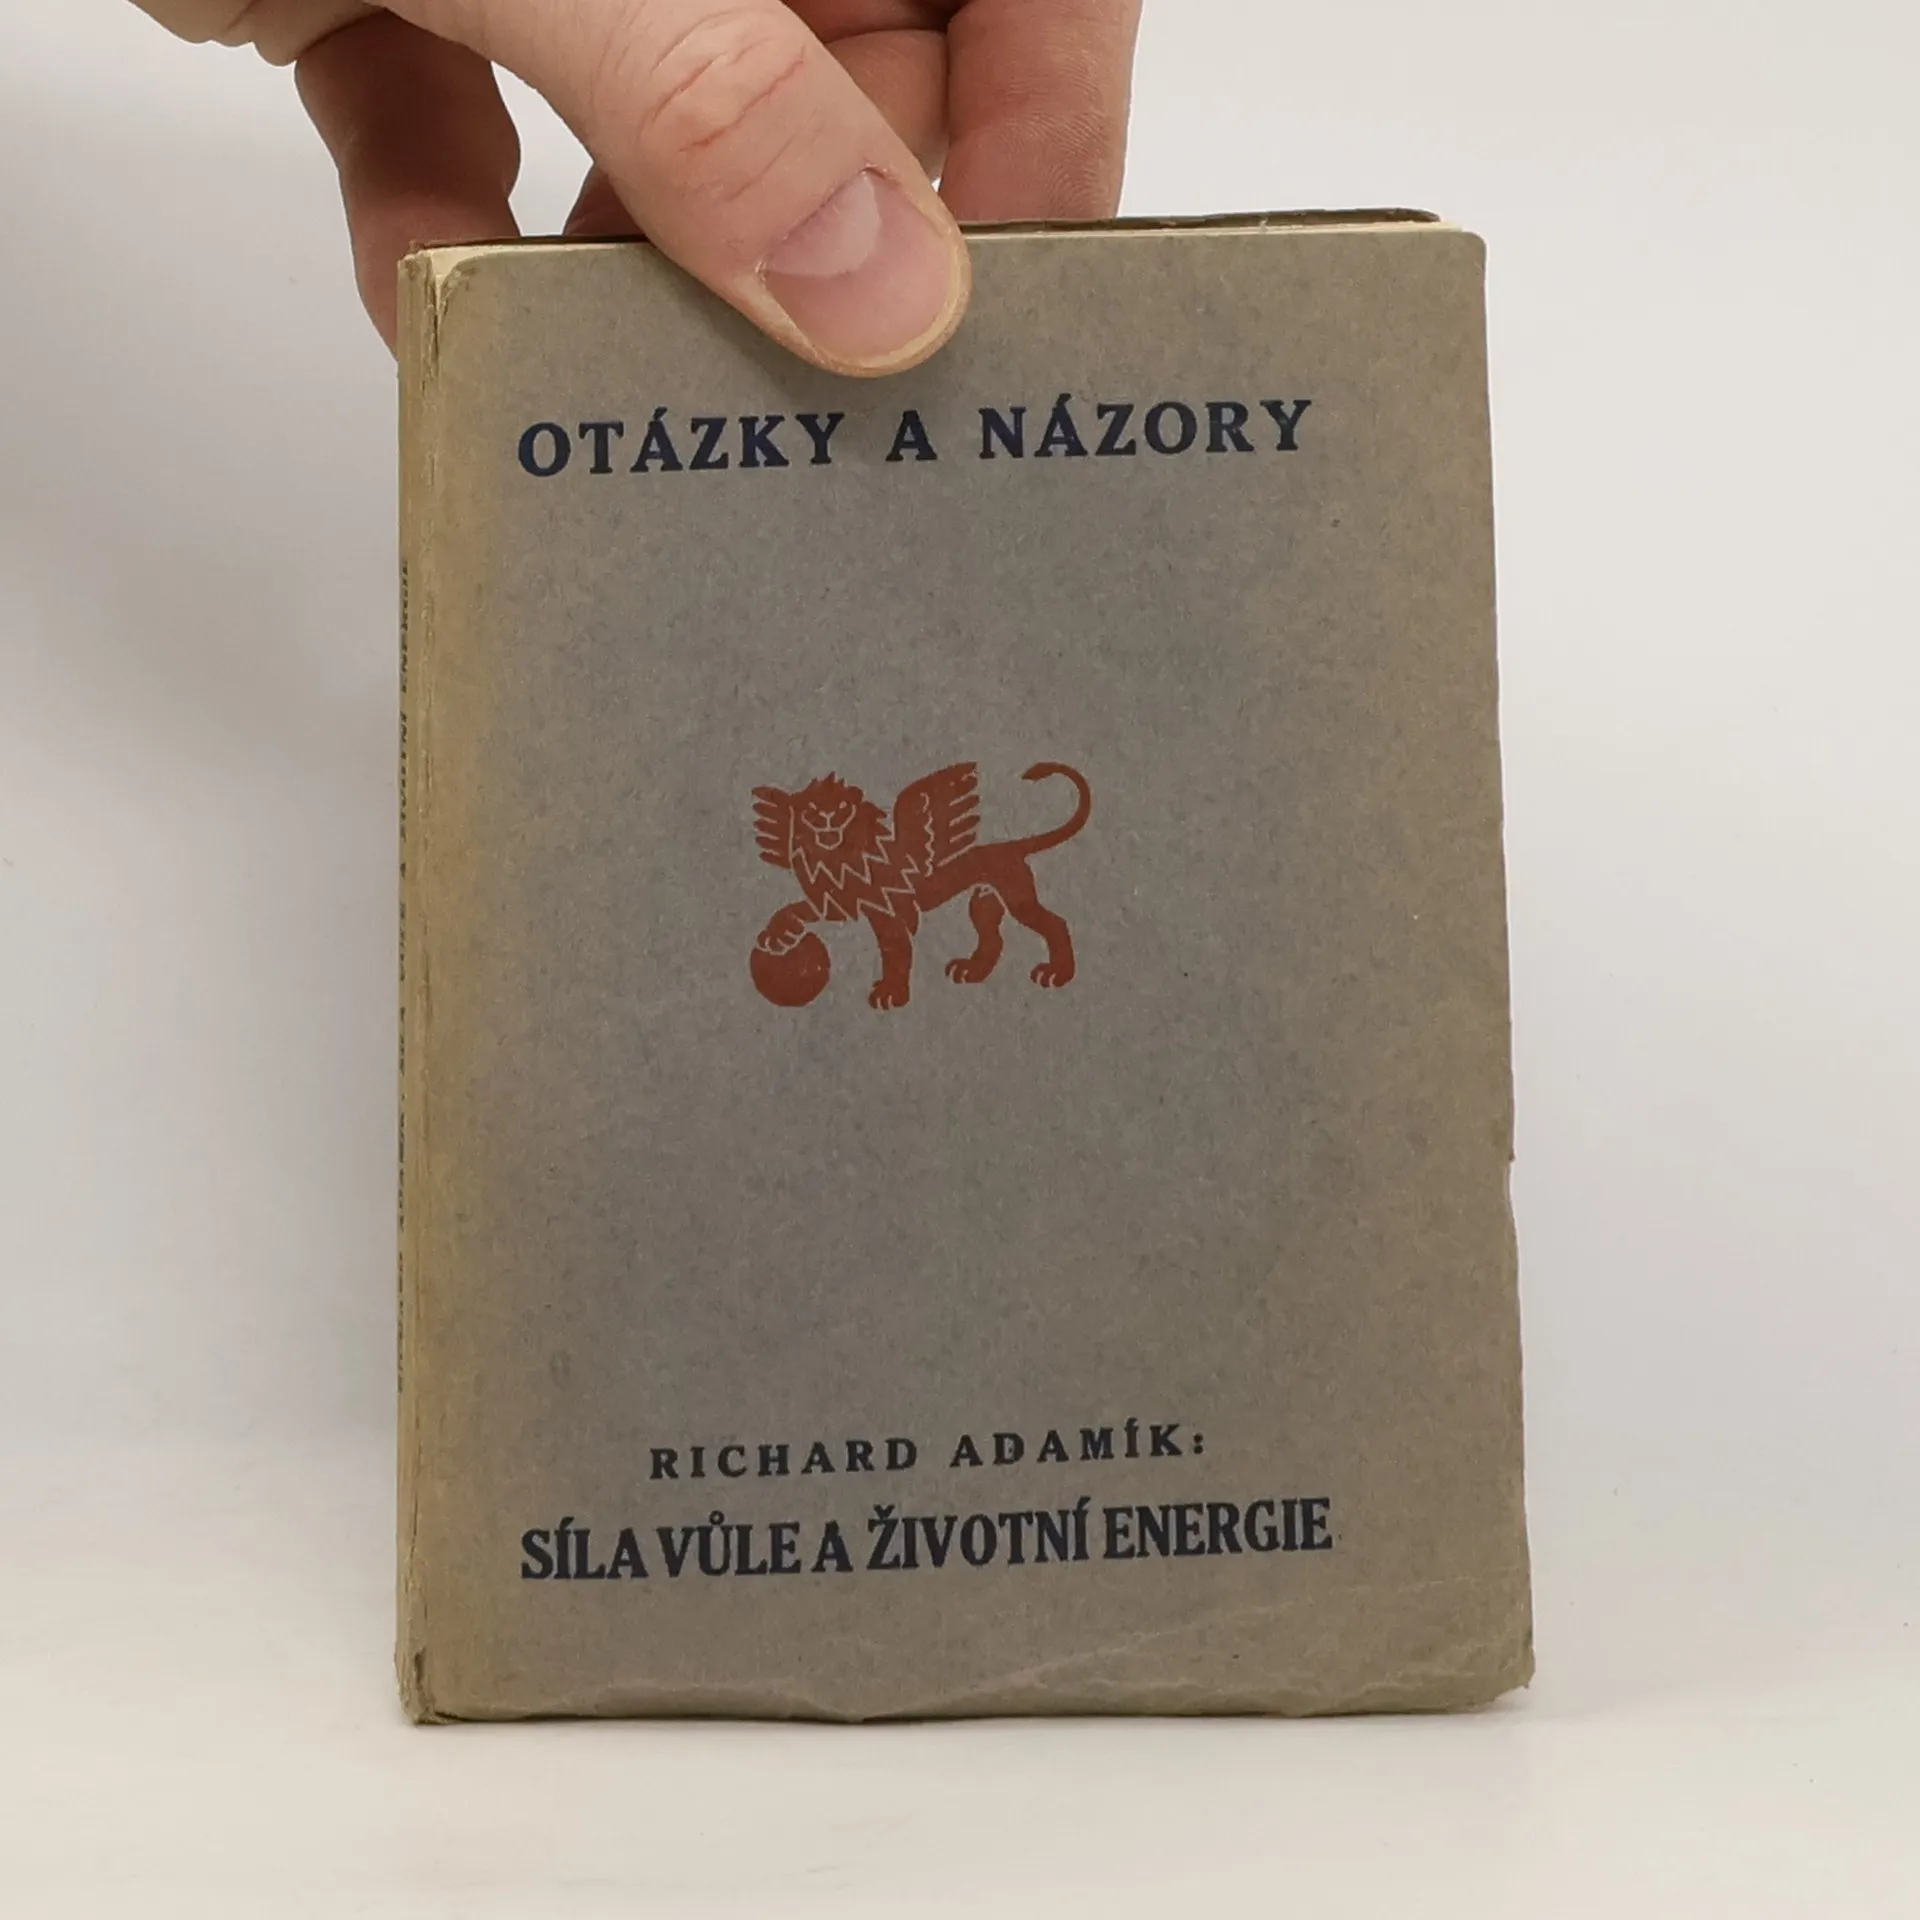 OTÁZKY A NÁZORY
RICHARD ADAMÍK:
SÍLA VŮLE A ŽIVOTNÍ ENERGIE